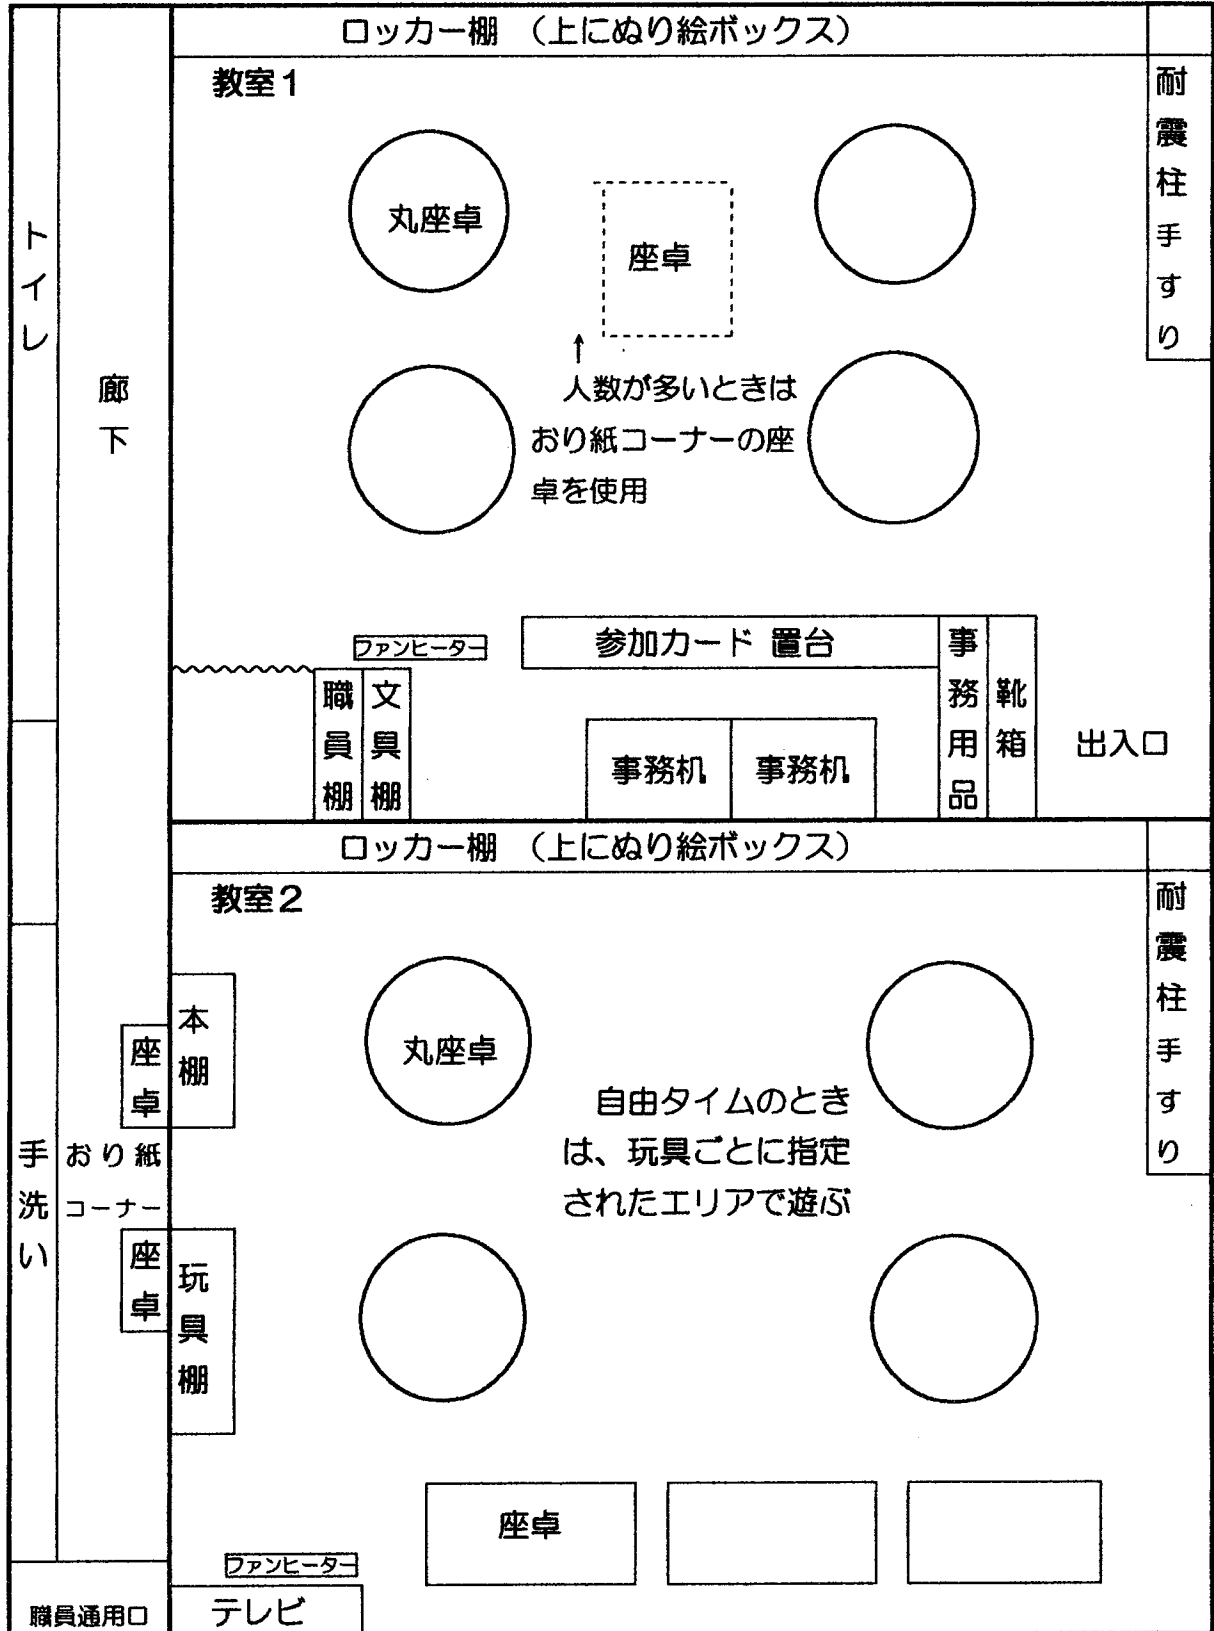 ロッカー棚 （上にぬり絵ボックス）
教室1
耐震柱手すり
丸座卓
座卓
トイレ
廊下
↑
人数が多いときは
おり紙コーナーの座
卓を使用
ファンヒーター
参加カード 置台
事務用品
靴箱
職員棚
文具棚
事務机
事務机
出入口
ロッカー棚 （上にぬり絵ボックス）
教室2
耐震柱手すり
本棚
座卓
丸座卓
自由タイムのとき
は、玩具ごとに指定
されたエリアで遊ぶ
手洗い
おり紙
コーナー
座卓
玩具棚
座卓
ファンヒーター
職員通用口
テレビ